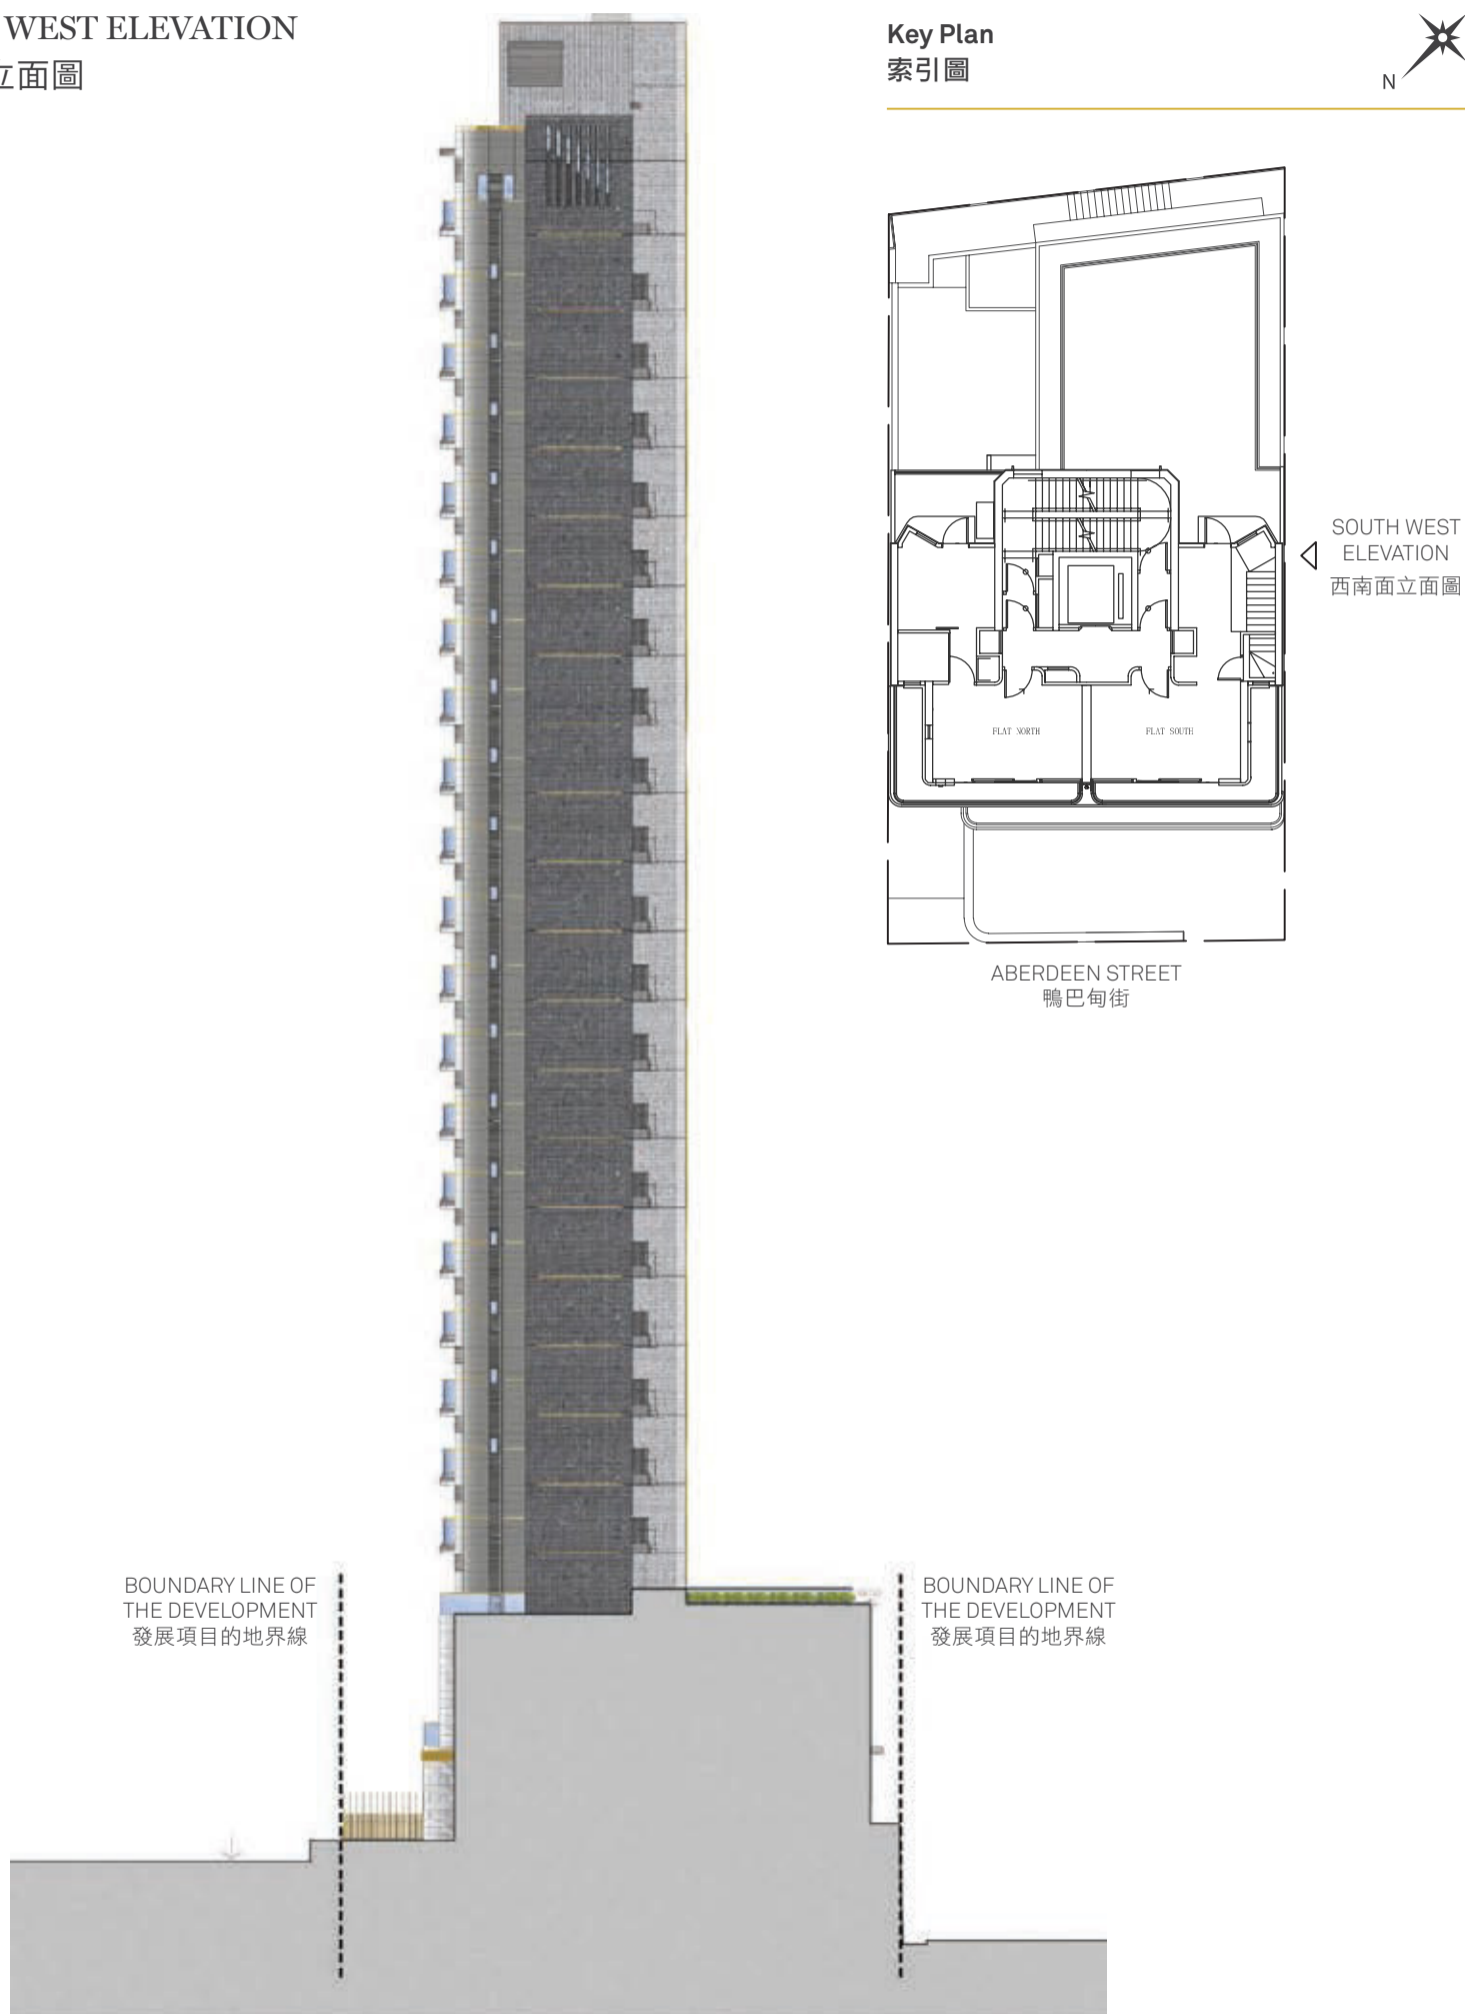 WEST ELEVATION
立面圖
Key Plan
索引圖
N
SOUTH WEST
ELEVATION
西南面立面圖
FLAT NORTH
FLAT SOUTH
ABERDEEN STREET
鴨巴甸街
BOUNDARY LINE OF
THE DEVELOPMENT
發展項目的地界線
BOUNDARY LINE OF
THE DEVELOPMENT
發展項目的地界線